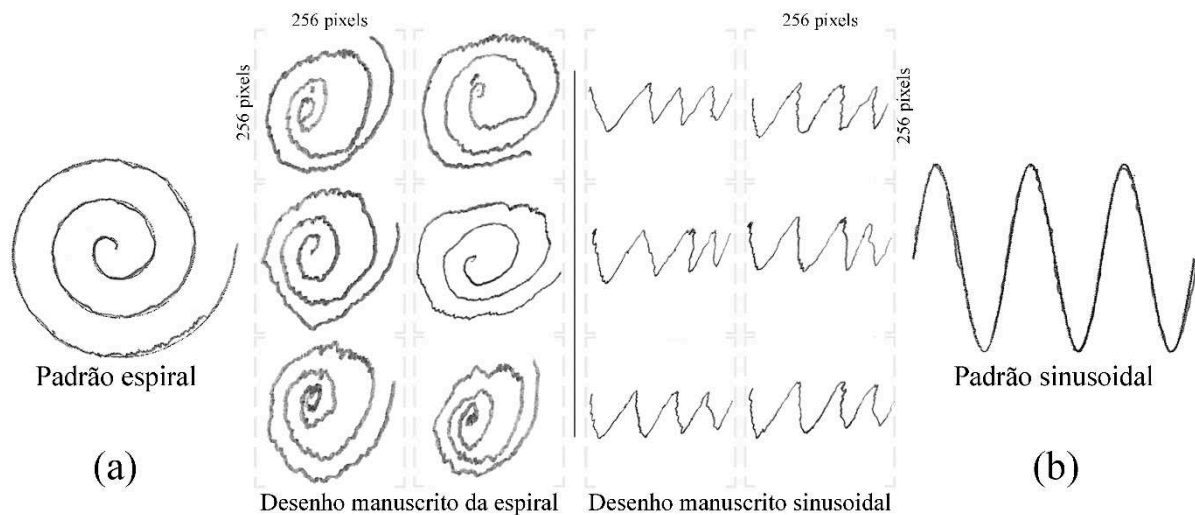 256 pixels
256 pixels
256 pixels
256 pixels
Padrão espiral
Padrão sinusoidal
(a)
(b)
Desenho manuscrito da espiral
Desenho manuscrito sinusoidal